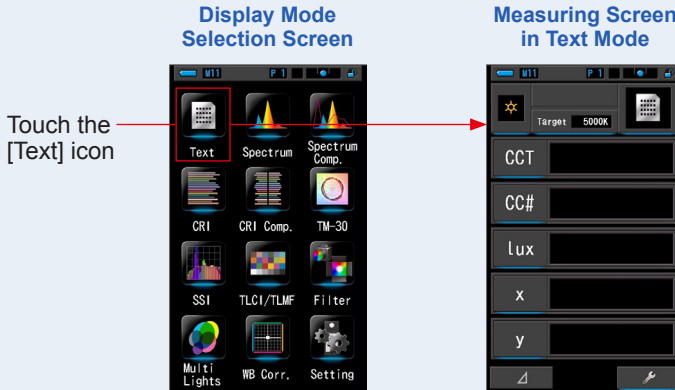 Display Mode
Selection Screen
Measuring Screen
in Text Mode
Touch the
[Text] icon
M11
P 1
Text
Spectrum
Spectrum
Comp.
CRI
CRI Comp.
TM-30
SSI
TLCI/TLMF
Filter
Multi
Lights
WB Corr.
Setting
M11
P 1
Target 5000K
CCT
CC#
lux
x
y